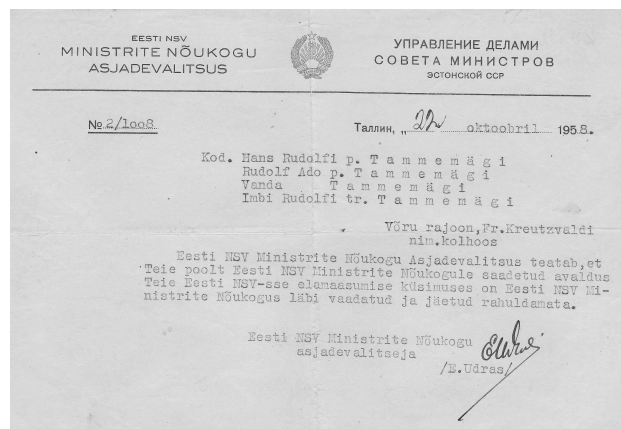 EESTI NSV
MINISTRITE NÕUKOGU
ASJADEVALITSUS
УПРАВЛЕНИЕ ДЕЛАМИ
СОВЕТА МИНИСТРОВ
ЭСТОНСКОЙ ССР
№ 2/1008
Таллин, „22 oktoobril 1958.
Kod. Hans Rudolfi p. T a m m e m ä g i
Rudolf Ado p. T a m m e m ä g i
Vanda T a m m e m ä g i
Imbi Rudolfi tr. T a m m e m ä g i
Võru rajoon,Fr.Kreutzvaldi
nim.kolhoos
Eesti NSV Ministrite Nõukogu Asjadevalitsus teatab,et
Teie poolt Eesti NSV Ministrite Nõukogule saadetud avaldus
Teie Eesti NSV-sse elamaasumise küsimuses on Eesti NSV Mi-
nistrite Nõukogus läbi vaadatud ja jäetud rahuldamata.
Eesti NSV Ministrite Nõukogu
asjadevalitseja
/E.Udras/